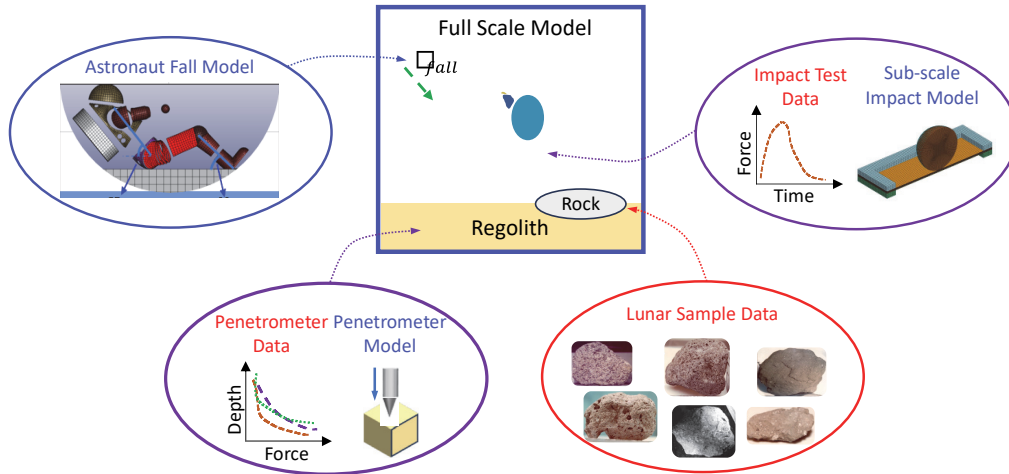 Full Scale Model
Astronaut Fall Model
fall
Impact Test
Data
Sub-scale
Impact Model
Force
Time
Rock
Regolith
Penetrometer
Data
Penetrometer
Model
Depth
Force
Lunar Sample Data